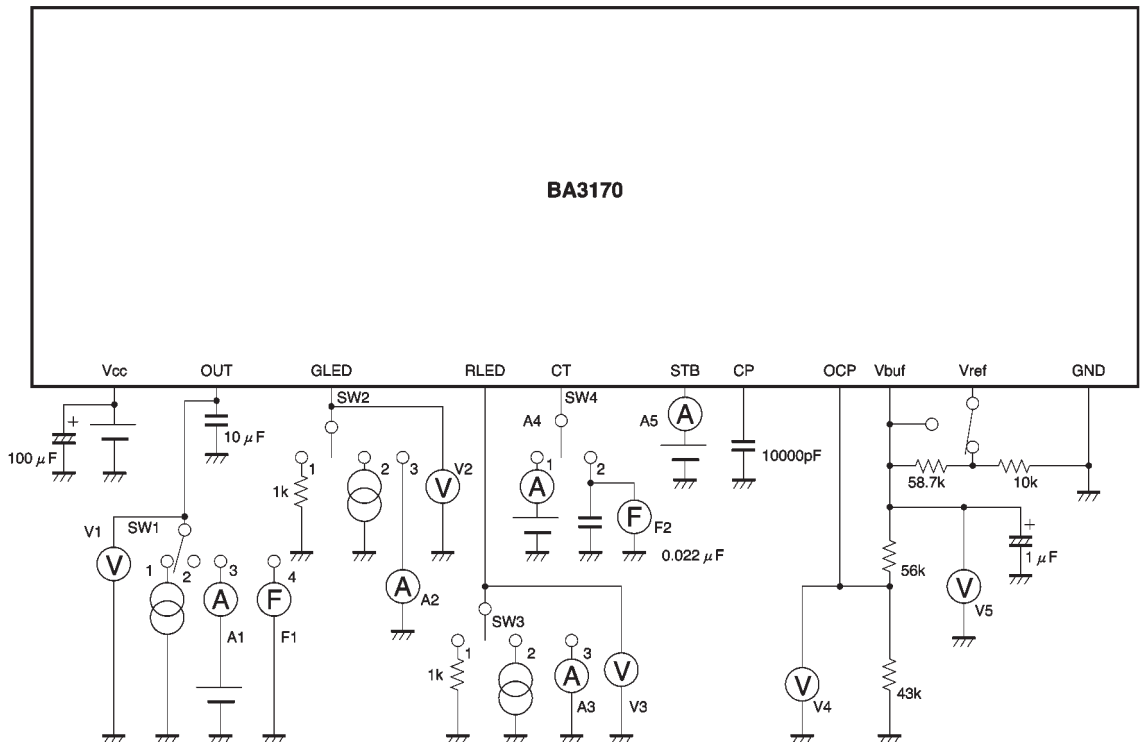 BA3170
Vcc
OUT
GLED
RLED
CT
STB
CP
OCP
Vbuf
Vref
GND
SW2
SW4
A4
A5
A
+
100 μF
10 μF
10000pF
58.7k
10k
1
2
3
1k
V
V2
1
2
A
F
F2
0.022 μF
V1
SW1
V
1
2
3
4
A
F
A1
F1
A
A2
+
1 μF
56k
V
V5
SW3
1
2
3
1k
A
A3
V
V3
V
V4
43k